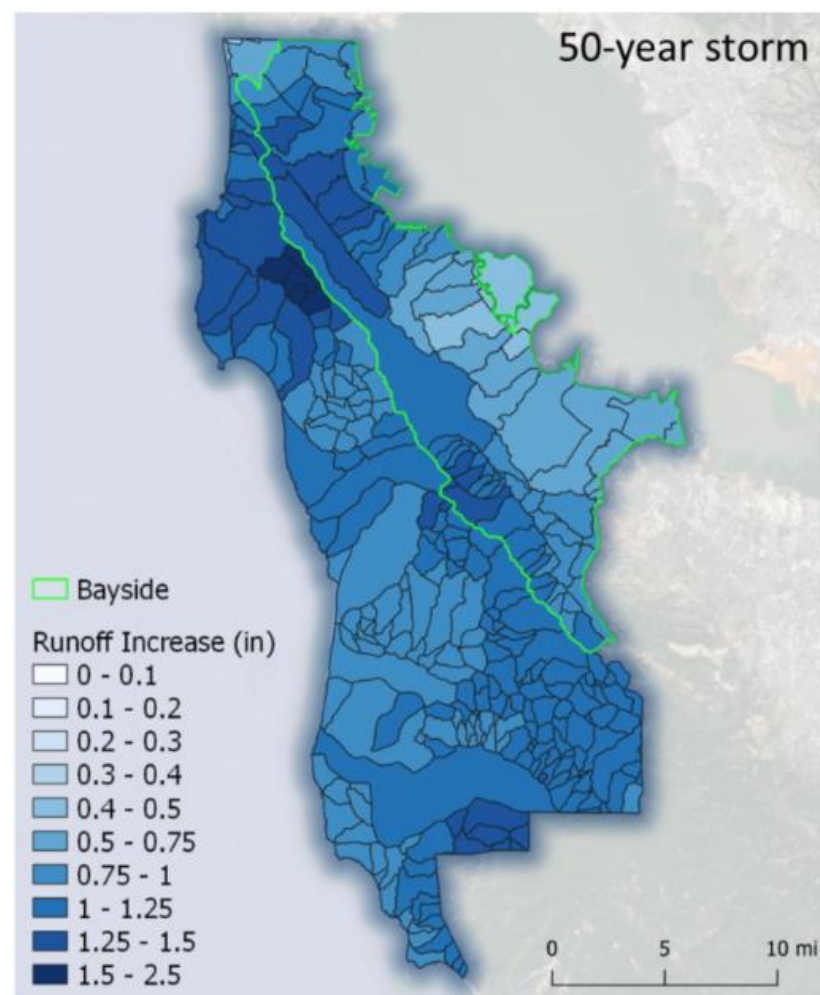 50-year storm
Bayside
Runoff Increase (in)
0 - 0.1
0.1 - 0.2
0.2 - 0.3
0.3 - 0.4
0.4 - 0.5
0.5 - 0.75
0.75 - 1
1 - 1.25
1.25 - 1.5
1.5 - 2.5
0 5 10 mi